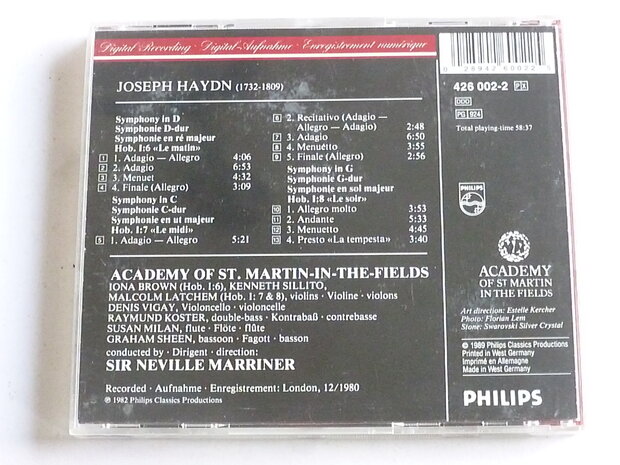 Digital Recording · Digital-Aufnahme · Enregistrement numérique
JOSEPH HAYDN (1732-1809)
Symphony in D
Symphonie D-dur
Symphonie en ré majeur
Hob. I:6 «Le matin»
1 1. Adagio — Allegro 4:06
2 2. Adagio 6:53
3 3. Menuet 4:32
4 4. Finale (Allegro) 3:09
Symphony in C
Symphonie C-dur
Symphonie en ut majeur
Hob. I:7 «Le midi»
5 1. Adagio — Allegro 5:21
6 2. Recitativo (Adagio —
Allegro — Adagio) 2:48
7 3. Adagio 6:50
8 4. Menuetto 3:55
9 5. Finale (Allegro) 2:56
Symphony in G
Symphonie G-dur
Symphonie en sol majeur
Hob. I:8 «Le soir»
10 1. Allegro molto 3:53
11 2. Andante 5:33
12 3. Menuetto 4:45
13 4. Presto «La tempesta» 3:40
ACADEMY OF ST. MARTIN-IN-THE-FIELDS
IONA BROWN (Hob. I:6), KENNETH SILLITO,
MALCOLM LATCHEM (Hob. I: 7 & 8), violins · Violine · violons
DENIS VIGAY, Violoncello · violoncelle
RAYMUND KOSTER, double-bass · Kontrabaß · contrebasse
SUSAN MILAN, flute · Flöte · flûte
GRAHAM SHEEN, bassoon · Fagott · basson
conducted by · Dirigent · direction:
SIR NEVILLE MARRINER
Recorded · Aufnahme · Enregistrement: London, 12/1980
℗ 1982 Philips Classics Productions
0 28942 60022 3
426 002-2 PX
DDD
PG 924
Total playing-time 58:37
PHILIPS
ACADEMY
OF ST MARTIN
IN THE FIELDS
Art direction: Estelle Kercher
Photo: Florian Lem
Stone: Swarovski Silver Crystal
© 1989 Philips Classics Productions
Printed in West Germany
Imprimé en Allemagne
Made in West Germany
PHILIPS